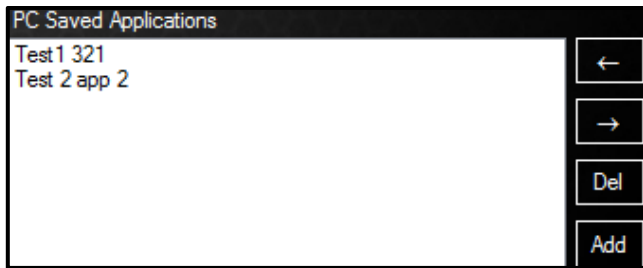 PC Saved Applications
Test1 321
Test 2 app 2
←
→
Del
Add